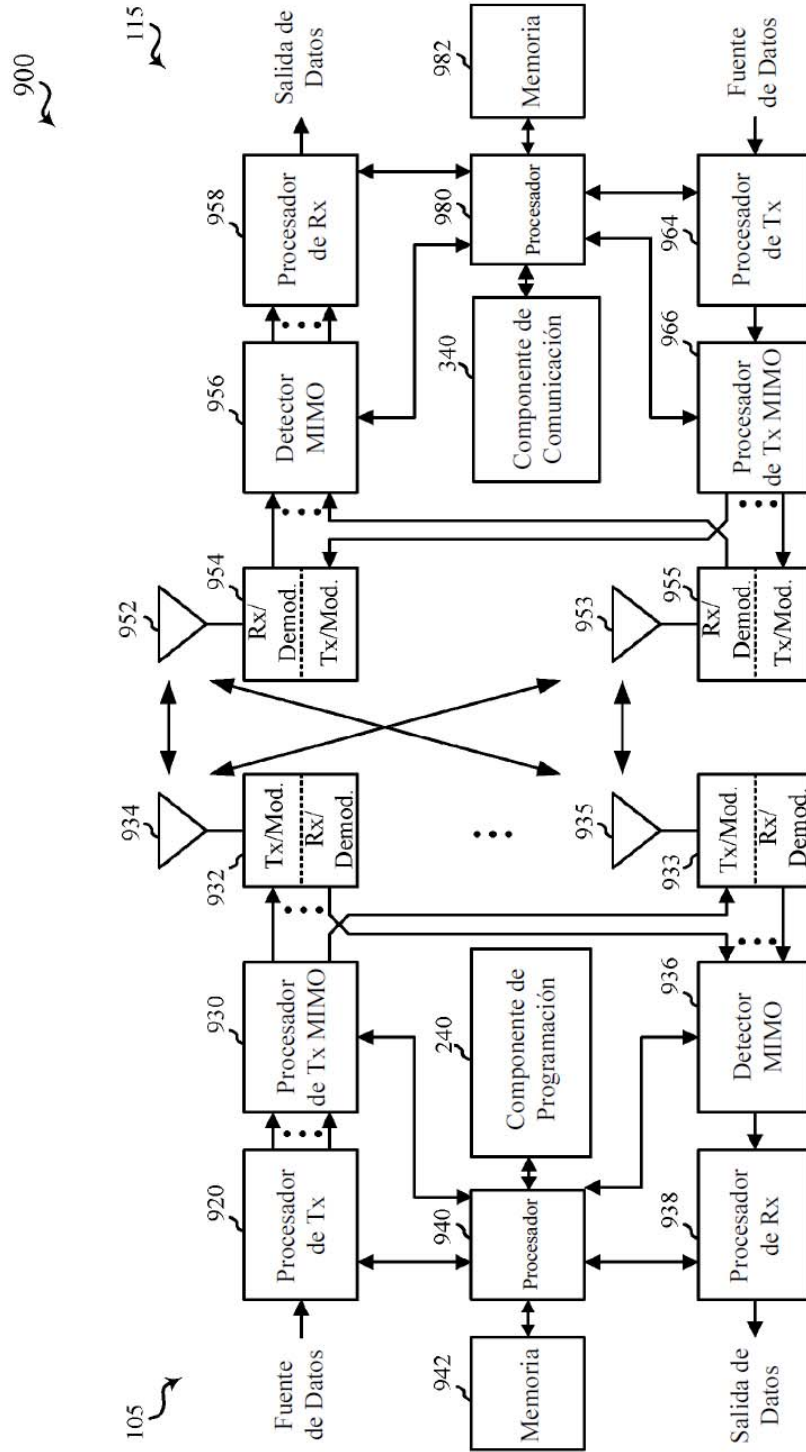 900
105
115
Fuente
de Datos
920
Procesador
de Tx
930
Procesador
de Tx MIMO
932
Tx/Mod.
Rx/
Demod.
934
952
954
Rx/
Demod.
Tx/Mod.
956
Detector
MIMO
958
Procesador
de Rx
Salida de
Datos
942
Memoria
940
Procesador
240
Componente de
Programación
340
Componente de
Comunicación
980
Procesador
982
Memoria
Salida de
Datos
938
Procesador
de Rx
936
Detector
MIMO
933
Tx/Mod.
Rx/
Demod.
935
953
955
Rx/
Demod.
Tx/Mod.
966
Procesador
de Tx MIMO
964
Procesador
de Tx
Fuente
de Datos